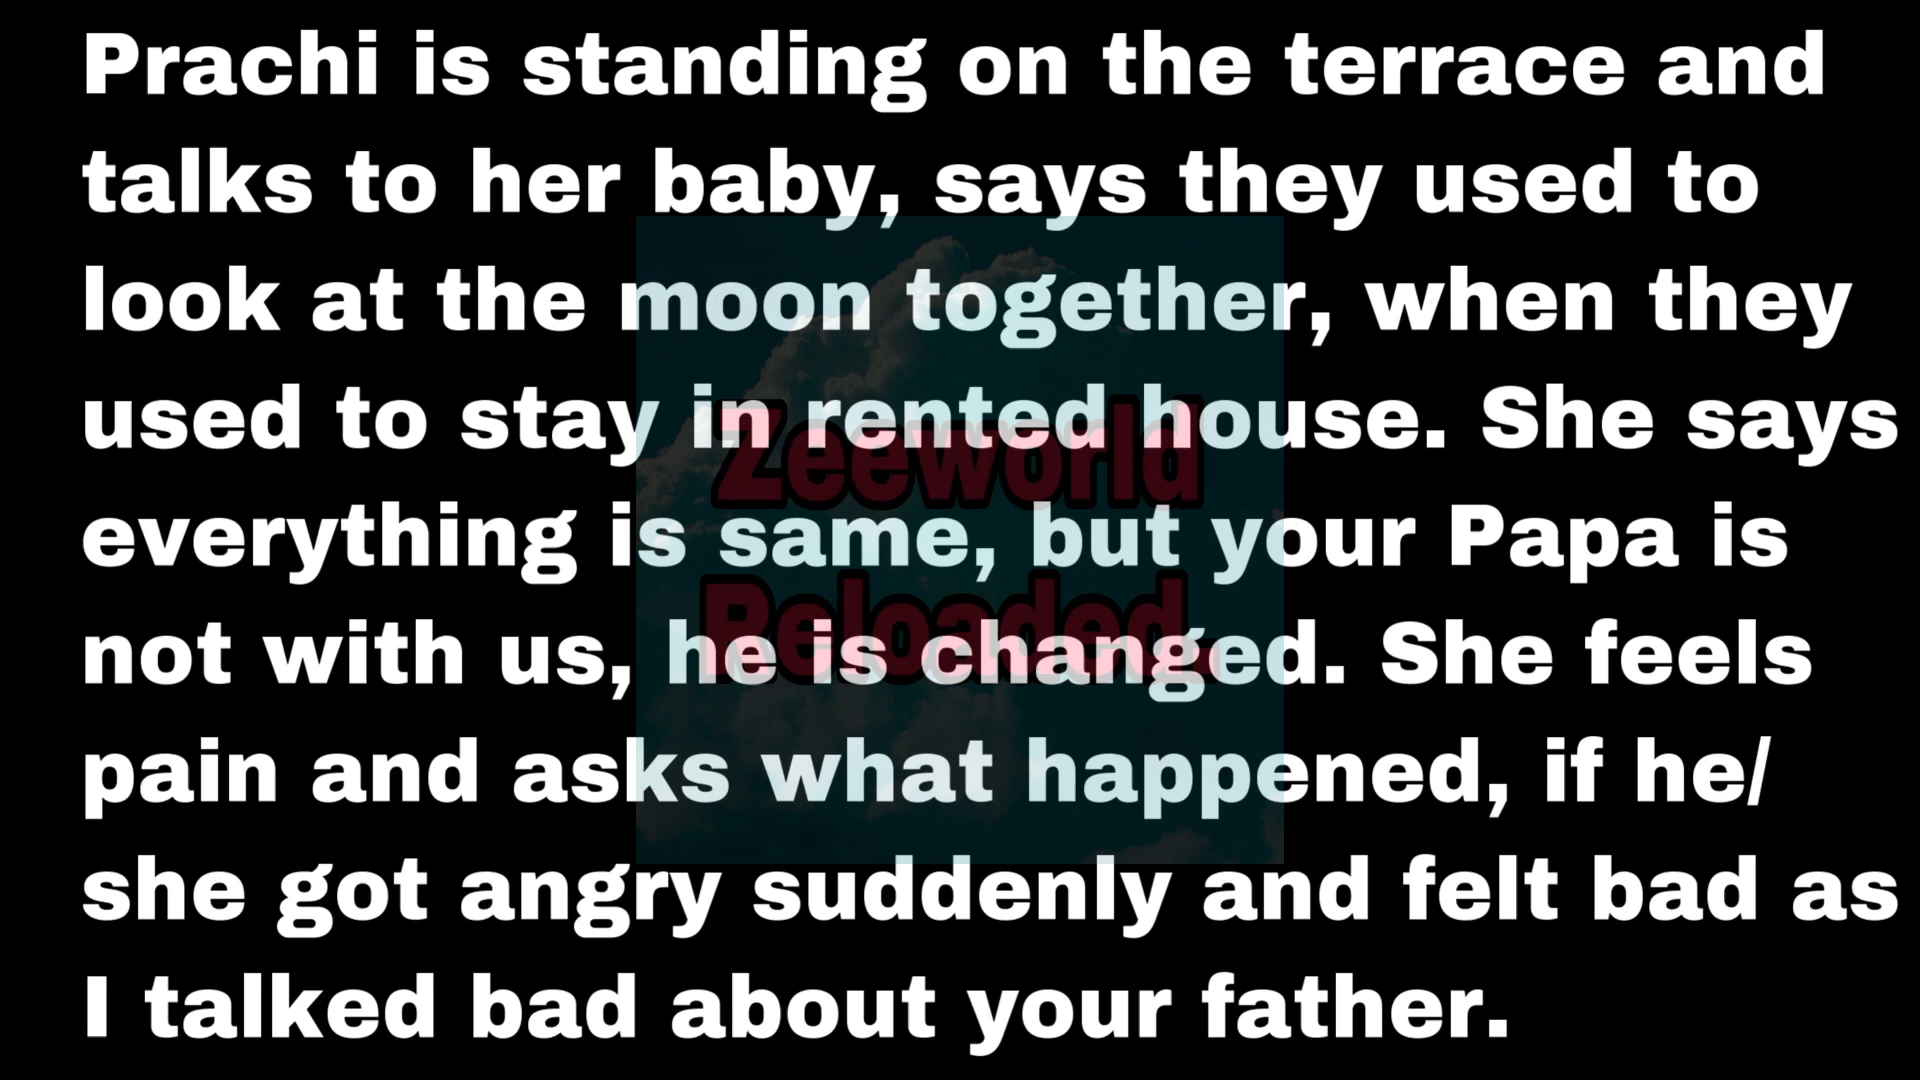 Prachi is standing on the terrace and
talks to her baby, says they used to
look at the moon together, when they
used to stay in rented house. She says
everything is same, but your Papa is
not with us, he is changed. She feels
pain and asks what happened, if he/
she got angry suddenly and felt bad as
I talked bad about your father.
Zeeworld
Reloaded.